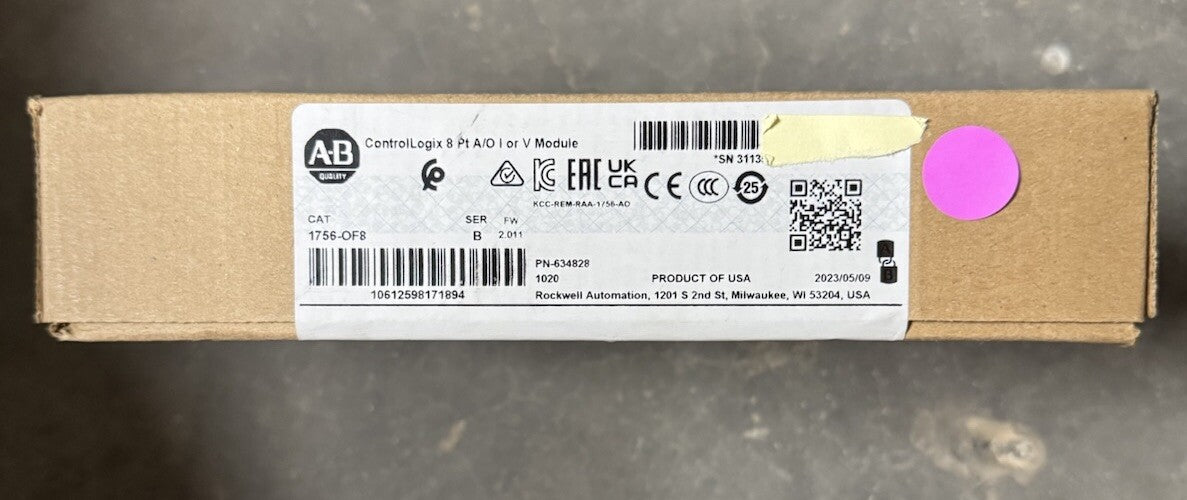 A-B
QUALITY
ControlLogix 8 Pt A/O I or V Module
*SN 3113
EAC
UK
CA
CE
CCC
25
KCC-REM-RAA-1756-AO
CAT
1756-OF8
SER
B
FW
2.011
PN-634828
1020
PRODUCT OF USA
2023/05/09
A
B
10612598171894
Rockwell Automation, 1201 S 2nd St, Milwaukee, WI 53204, USA